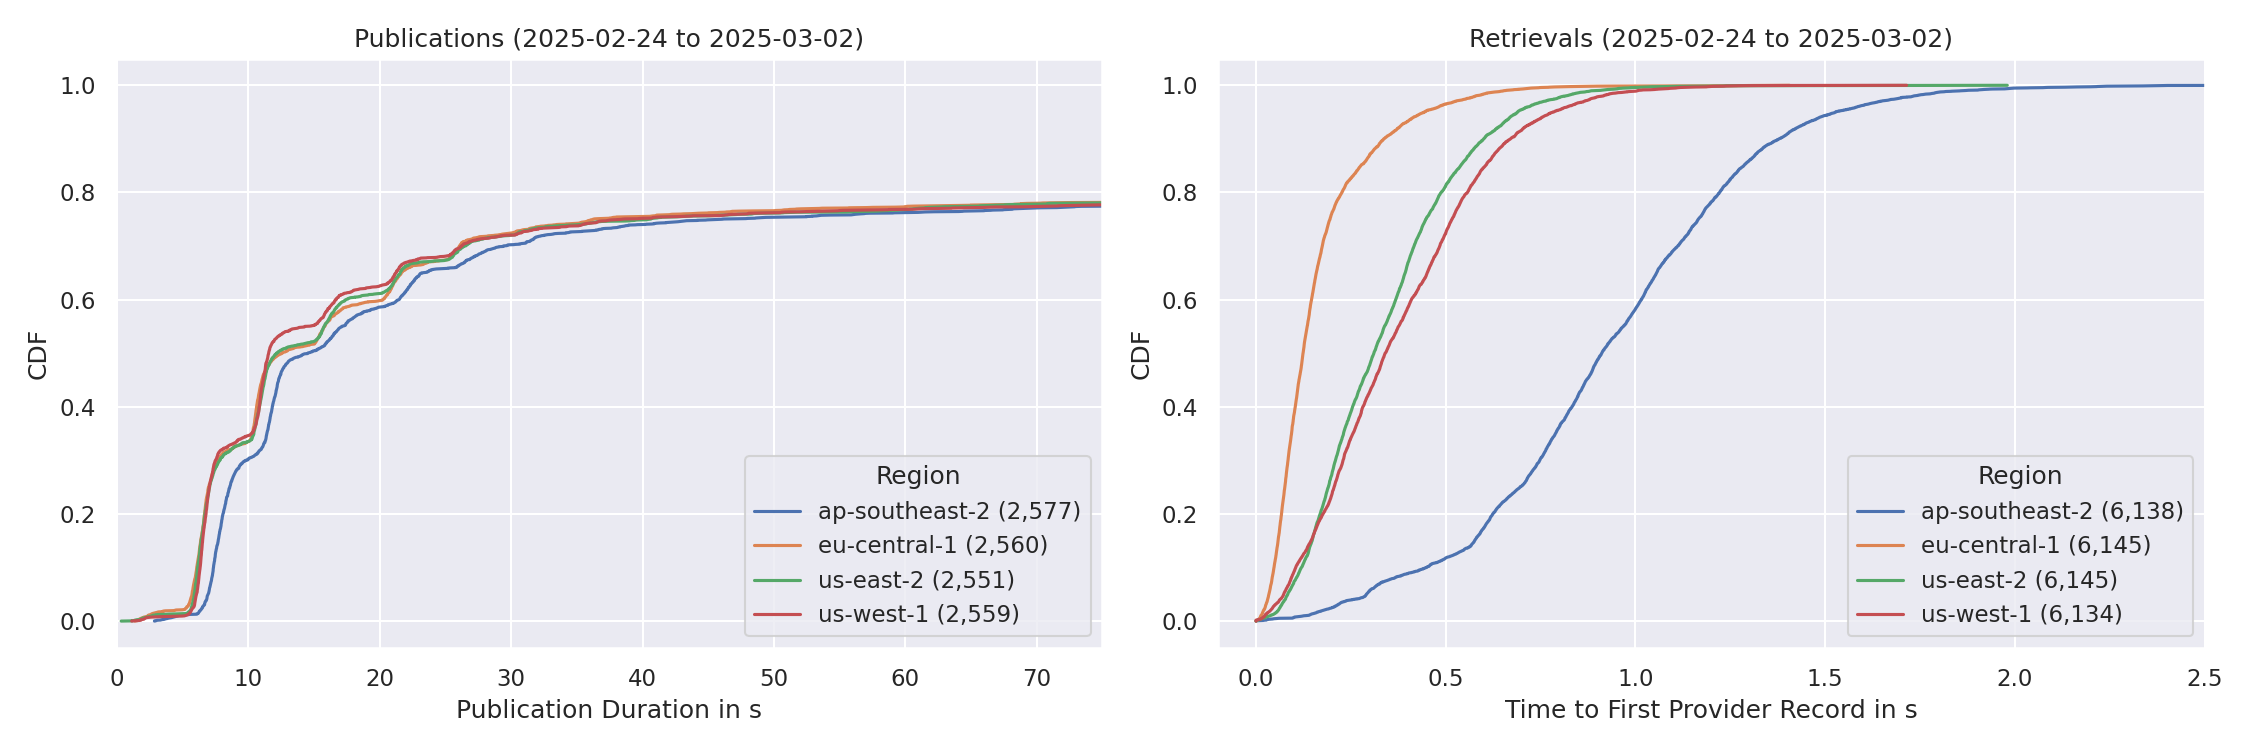 Publications (2025-02-24 to 2025-03-02)
1.0
0.8
0.6
0.4
0.2
0.0
CDF
0 10 20 30 40 50 60 70
Publication Duration in s
Region
ap-southeast-2 (2,577)
eu-central-1 (2,560)
us-east-2 (2,551)
us-west-1 (2,559)
Retrievals (2025-02-24 to 2025-03-02)
1.0
0.8
0.6
0.4
0.2
0.0
CDF
0.0 0.5 1.0 1.5 2.0 2.5
Time to First Provider Record in s
Region
ap-southeast-2 (6,138)
eu-central-1 (6,145)
us-east-2 (6,145)
us-west-1 (6,134)